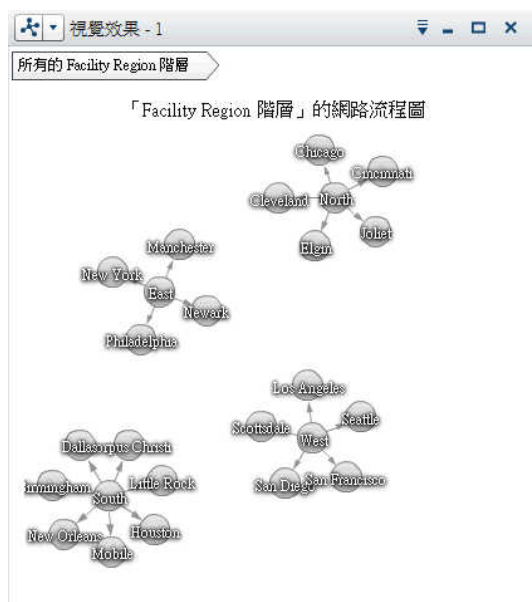 視覺效果 - 1
所有的 Facility Region 階層
「Facility Region 階層」的網路流程圖
Chicago
Cincinnati
Cleveland
North
Elgin
Joliet
Manchester
New York
East
Newark
Philadelphia
Los Angeles
Scottsdale
Seattle
West
San Diego
San Francisco
Dallas
orpus Christi
irmingham
Little Rock
South
New Orleans
Houston
Mobile